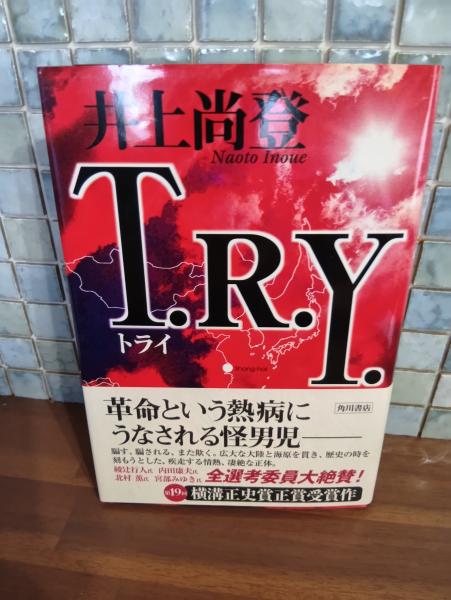 井上尚登
Naoto Inoue
T.R.Y.
トライ
Shang-hai
革命という熱病に
うなされる怪男児――
角川書店
騙す。騙される。また欺く。広大な大陸と海原を貫き、歴史の時を
刻もうとした。疾走する情熱。凄絶な正体。
綾辻行人氏 内田康夫氏
北村 薫氏 宮部みゆき氏
全選考委員大絶賛!
第19回 横溝正史賞正賞受賞作